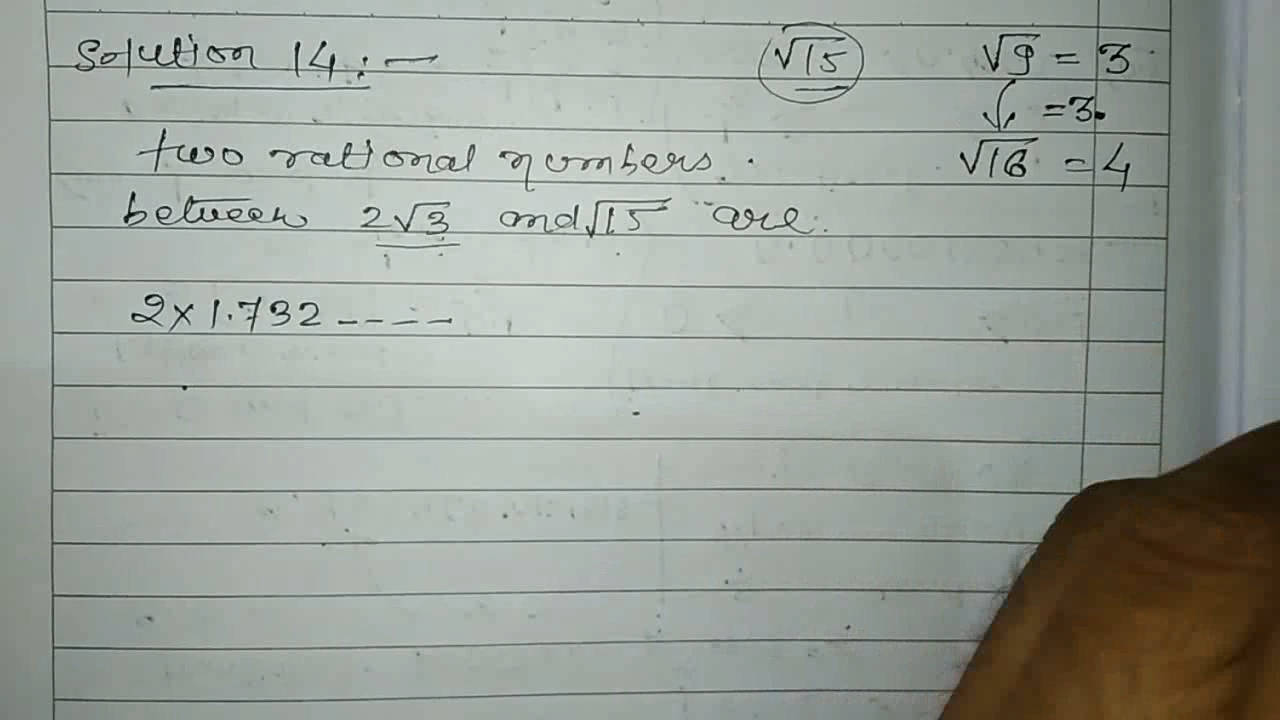 Solution 14:-
√15
√9 = 3
√ =3.
√16 = 4
two rational numbers.
between 2√3 and √15 are.
2×1.732----